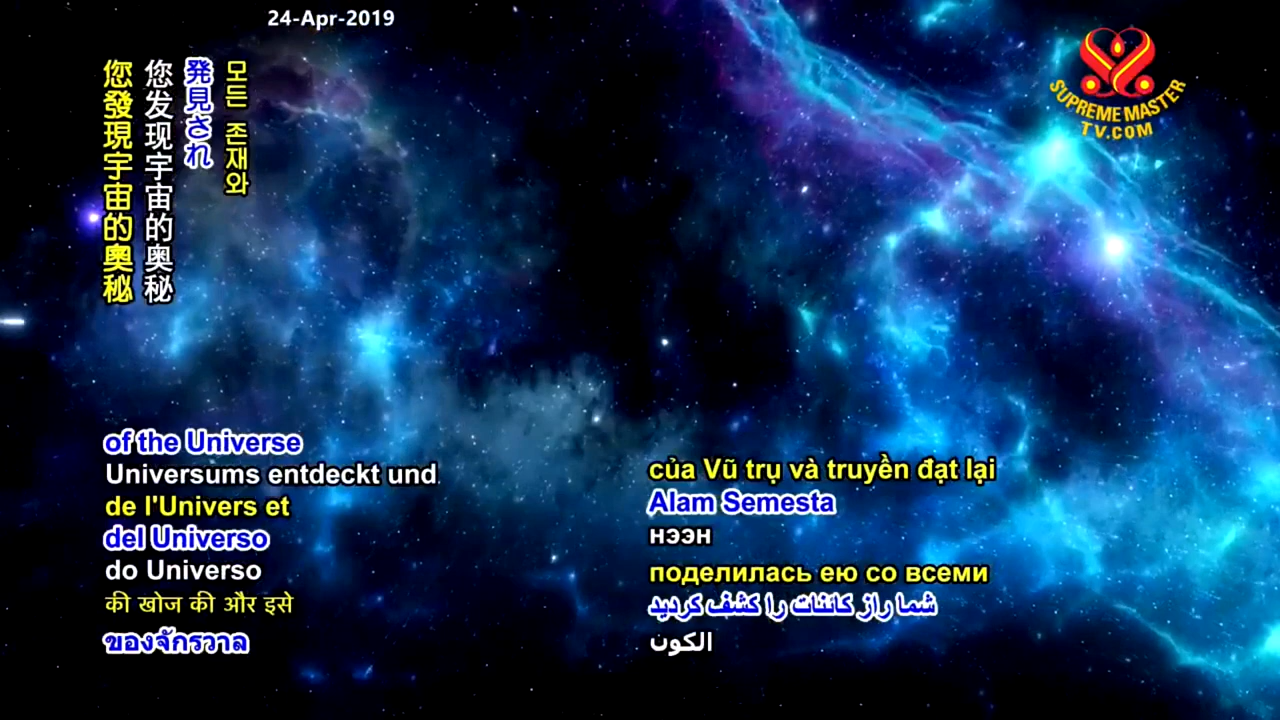 24-Apr-2019
SUPREME MASTER
TV.COM
您發現宇宙的奧秘
您发现宇宙的奥秘
発見され
모든 존재와
of the Universe
Universums entdeckt und
de l'Univers et
del Universo
do Universo
की खोज की और इसे
ของจักรวาล
của Vũ trụ và truyền đạt lại
Alam Semesta
нээн
поделилась ею со всеми
شما راز کائنات را کشف کردید
الكون